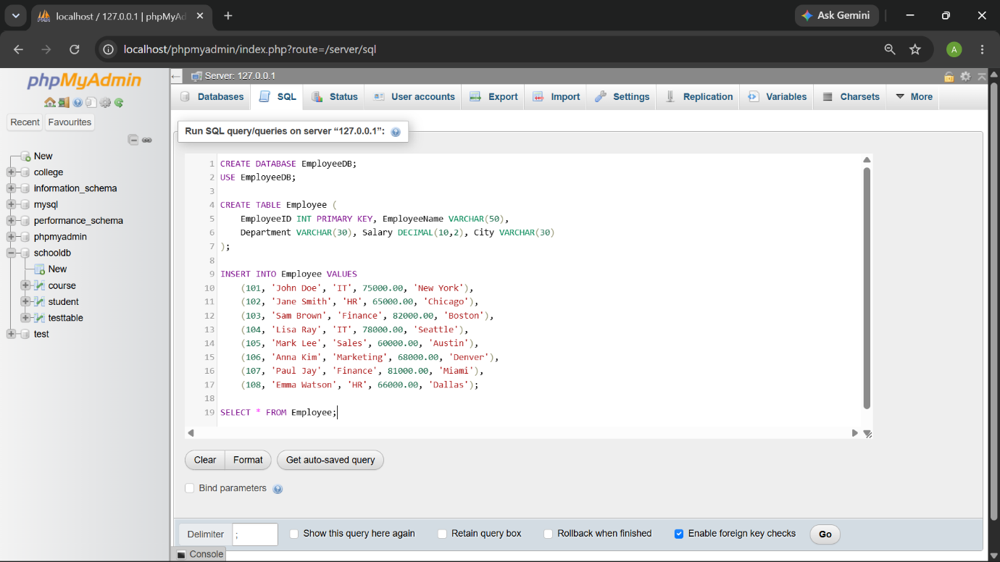 localhost / 127.0.0.1 | phpMyAd
Ask Gemini
localhost/phpmyadmin/index.php?route=/server/sql
A
phpMyAdmin
Recent
Favourites
New
college
information_schema
mysql
performance_schema
phpmyadmin
schooldb
New
course
student
testtable
test
Server: 127.0.0.1
Databases SQL Status User accounts Export Import Settings Replication Variables Charsets More
Run SQL query/queries on server “127.0.0.1”:
1 CREATE DATABASE EmployeeDB;
2 USE EmployeeDB;
3
4 CREATE TABLE Employee (
5 EmployeeID INT PRIMARY KEY, EmployeeName VARCHAR(50),
6 Department VARCHAR(30), Salary DECIMAL(10,2), City VARCHAR(30)
7 );
8
9 INSERT INTO Employee VALUES
10 (101, 'John Doe', 'IT', 75000.00, 'New York'),
11 (102, 'Jane Smith', 'HR', 65000.00, 'Chicago'),
12 (103, 'Sam Brown', 'Finance', 82000.00, 'Boston'),
13 (104, 'Lisa Ray', 'IT', 78000.00, 'Seattle'),
14 (105, 'Mark Lee', 'Sales', 60000.00, 'Austin'),
15 (106, 'Anna Kim', 'Marketing', 68000.00, 'Denver'),
16 (107, 'Paul Jay', 'Finance', 81000.00, 'Miami'),
17 (108, 'Emma Watson', 'HR', 66000.00, 'Dallas');
18
19 SELECT * FROM Employee;
Clear Format Get auto-saved query
Bind parameters
Delimiter ; Show this query here again Retain query box Rollback when finished Enable foreign key checks Go
Console